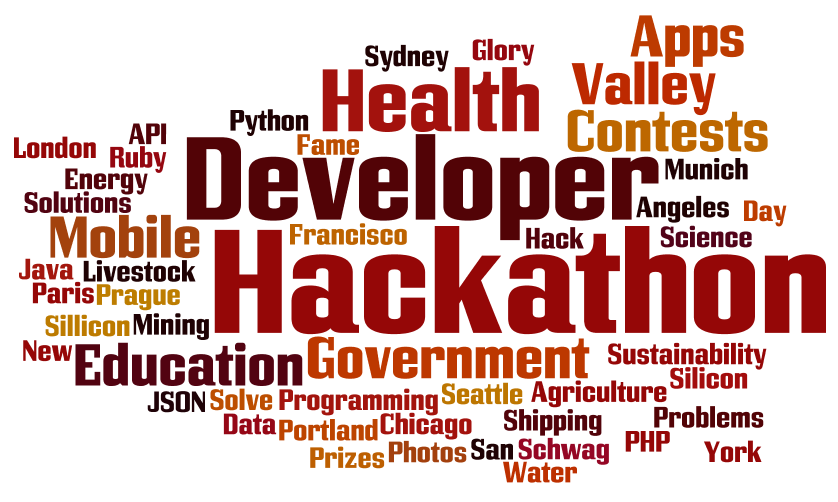 Apps
Sydney
Glory
Valley
Health
Python
Contests
API
Fame
London
Ruby
Developer
Munich
Energy
Solutions
Angeles
Day
Mobile
Francisco
Hack
Science
Java
Livestock
Hackathon
Paris
Prague
Sillicon
Mining
New
Education
Government
Sustainability
Silicon
JSON
Solve
Programming
Seattle
Agriculture
Data
Portland
Chicago
Shipping
Problems
Prizes
Photos
San
Schwag
PHP
York
Water